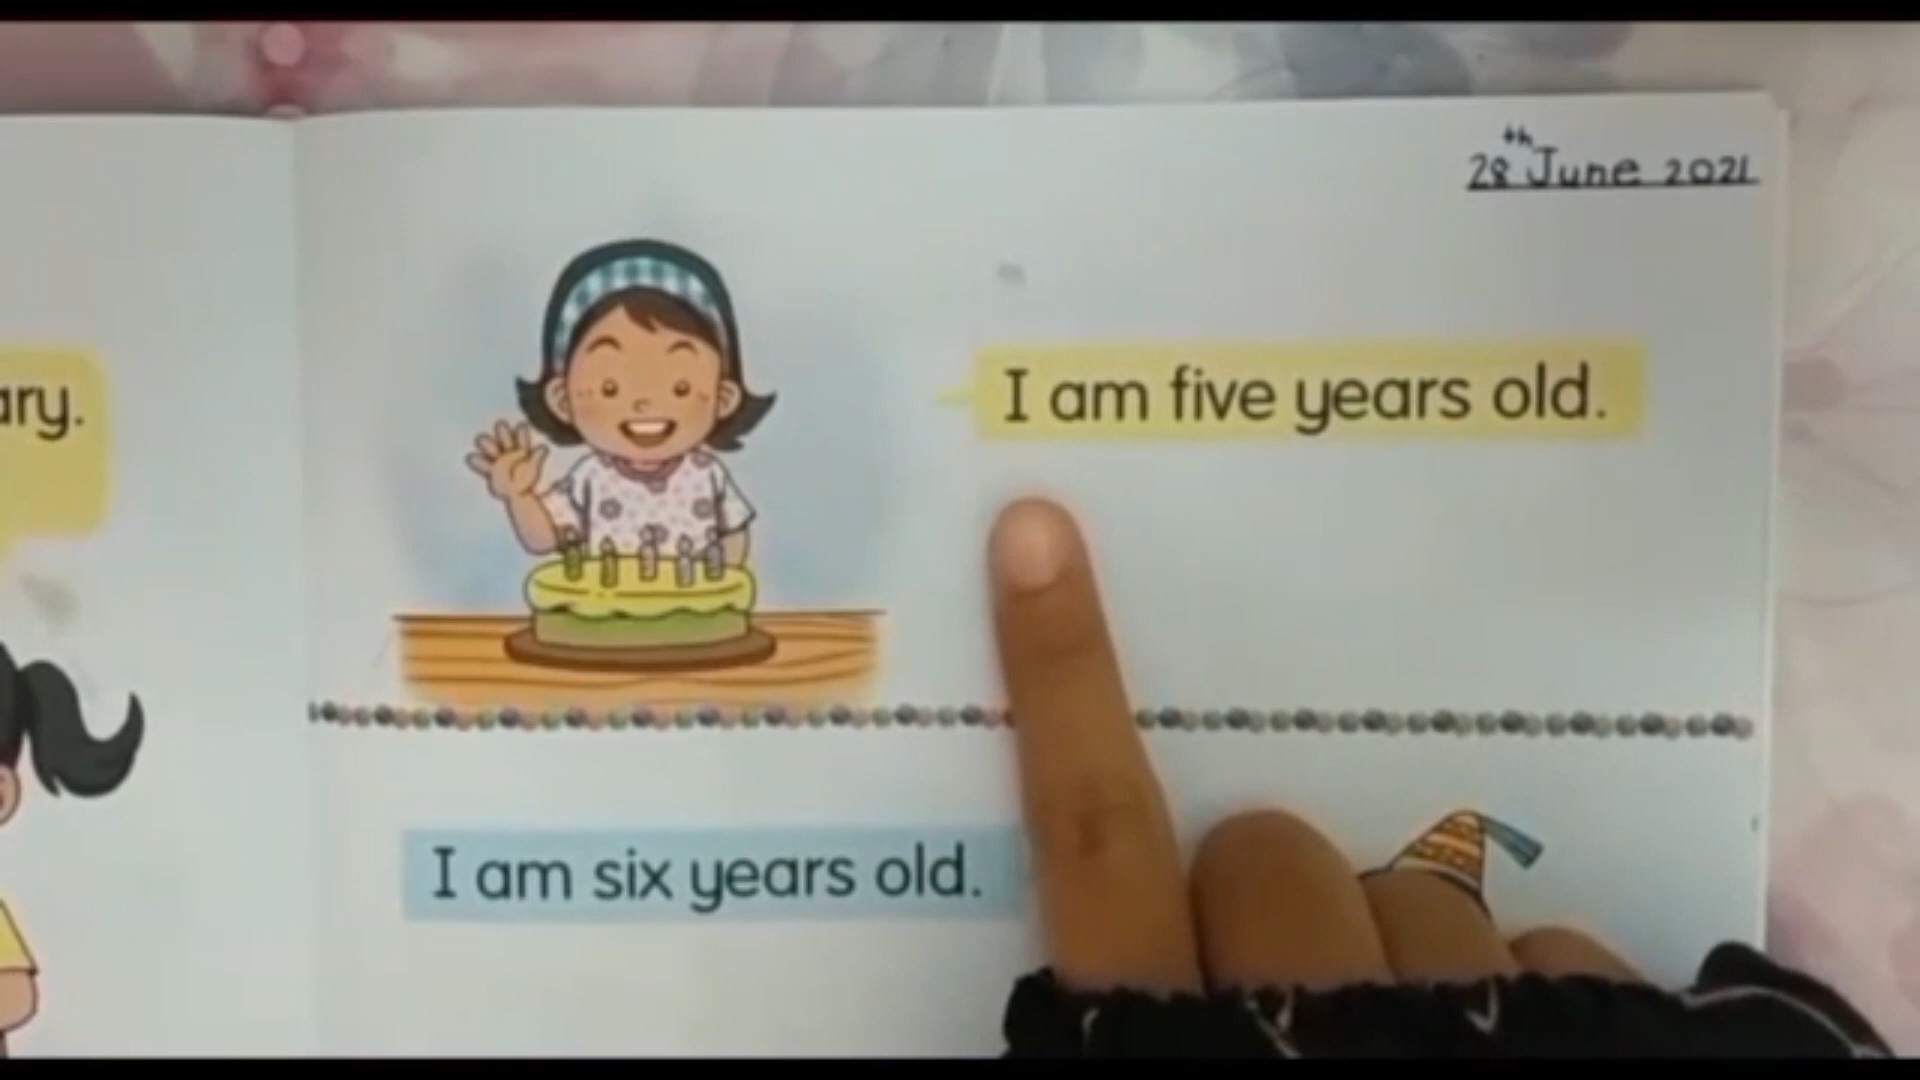 28th June 2021
ary.
I am five years old.
I am six years old.